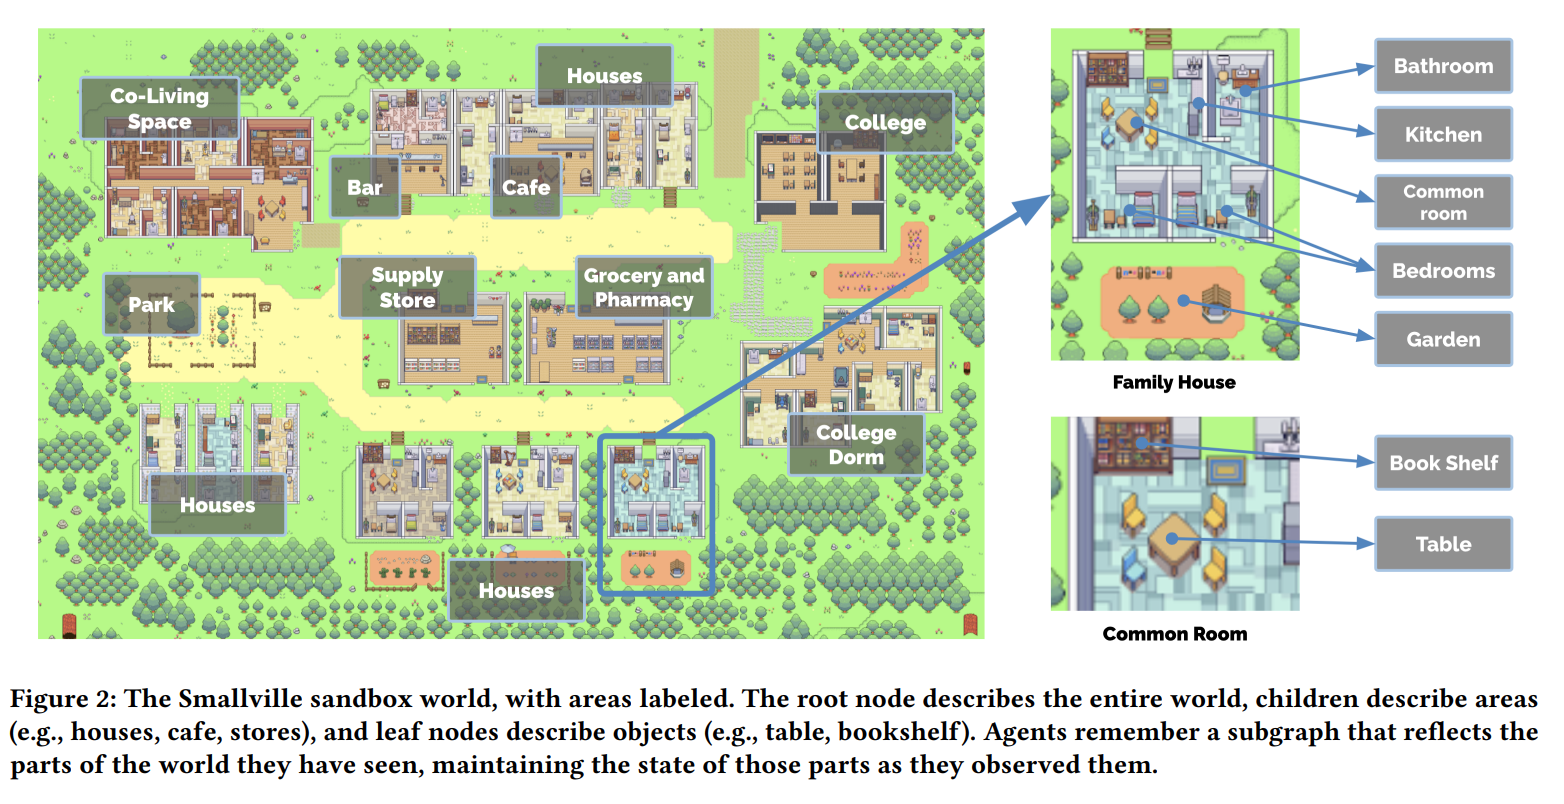 Houses
Co-Living
Space
College
Bar
Cafe
Park
Supply
Store
Grocery and
Pharmacy
College
Dorm
Houses
Houses
Bathroom
Kitchen
Common
room
Bedrooms
Garden
Family House
Book Shelf
Table
Common Room
Figure 2: The Smallville sandbox world, with areas labeled. The root node describes the entire world, children describe areas
(e.g., houses, cafe, stores), and leaf nodes describe objects (e.g., table, bookshelf). Agents remember a subgraph that reflects the
parts of the world they have seen, maintaining the state of those parts as they observed them.